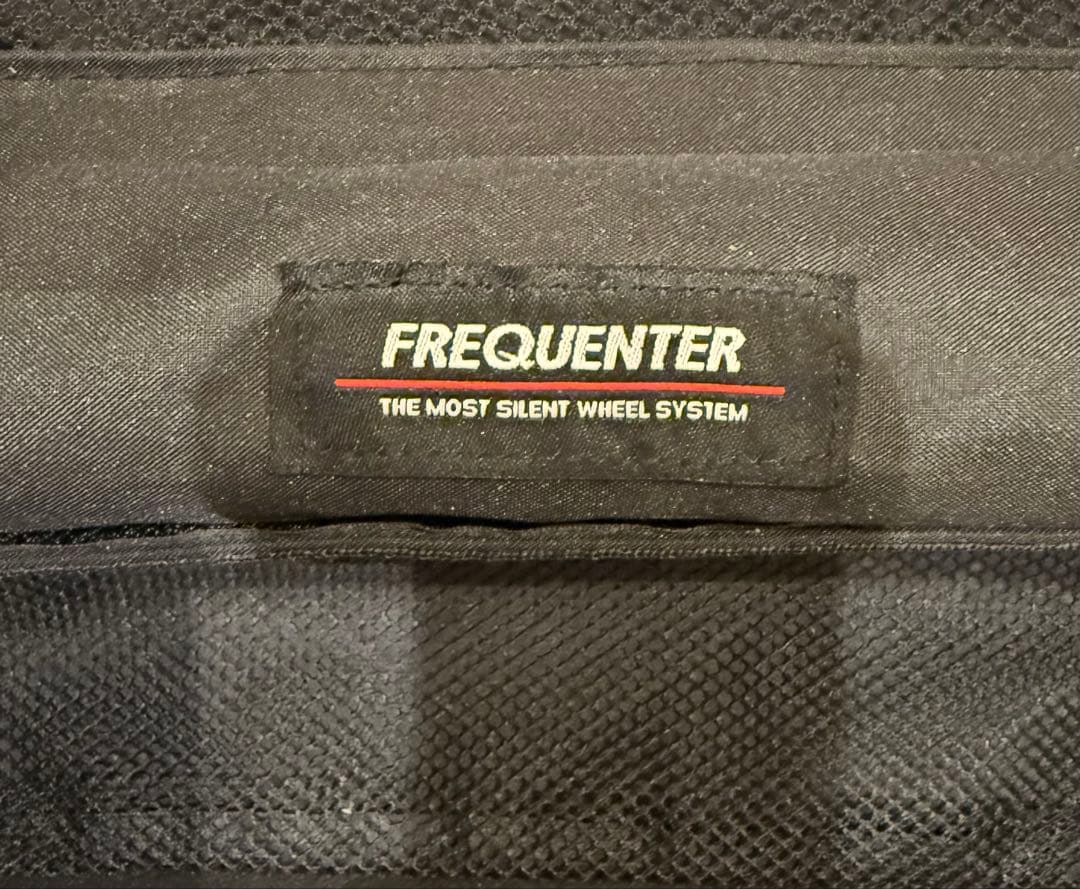 FREQUENTER
THE MOST SILENT WHEEL SYSTEM